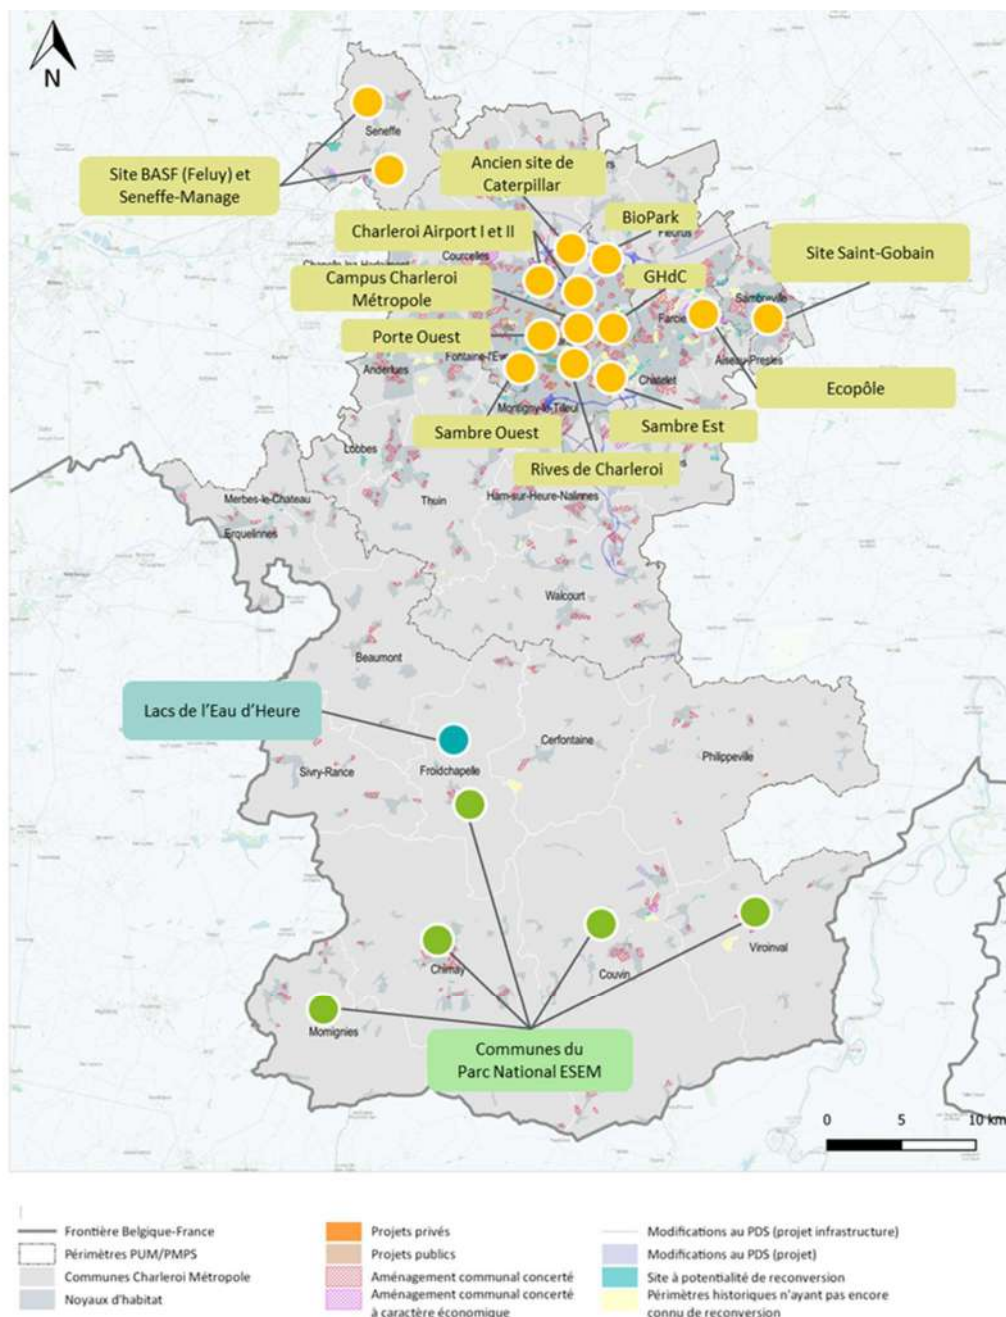 N
Seneffe
Site BASF (Feluy) et
Seneffe-Manage
Ancien site de
Caterpillar
BioPark
Fleurus
Charleroi Airport I et II
Courcelles
Site Saint-Gobain
Campus Charleroi
Métropole
GHdC
Sambreville
Farcie
Porte Ouest
Fontaine-l'Ev
Aiseau-Presles
Anderlues
Chatelet
Ecopôle
Montigny-le-Tilleul
Sambre Ouest
Sambre Est
Lobbes
Rives de Charleroi
Merbes-le-Chateau
Thuin
Ham-sur-Heure-Nalinnes
Erquelinnes
Walcourt
Beaumont
Lacs de l'Eau d'Heure
Cerfontaine
Philippeville
Sivry-Rance
Froidchapelle
Viroinval
Chimay
Couvin
Momignies
Communes du
Parc National ESEM
0 5 10 km
Frontière Belgique-France
Périmètres PUM/PMPS
Communes Charleroi Métropole
Noyaux d'habitat
Projets privés
Projets publics
Aménagement communal concerté
Aménagement communal concerté
à caractère économique
Modifications au PDS (projet infrastructure)
Modifications au PDS (projet)
Site à potentialité de reconversion
Périmètres historiques n'ayant pas encore
connu de reconversion